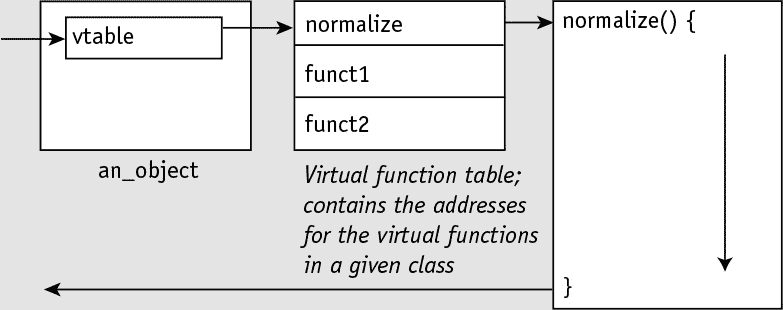 vtable
an_object
normalize
funct1
funct2
Virtual function table;
contains the addresses
for the virtual functions
in a given class
normalize() {
}